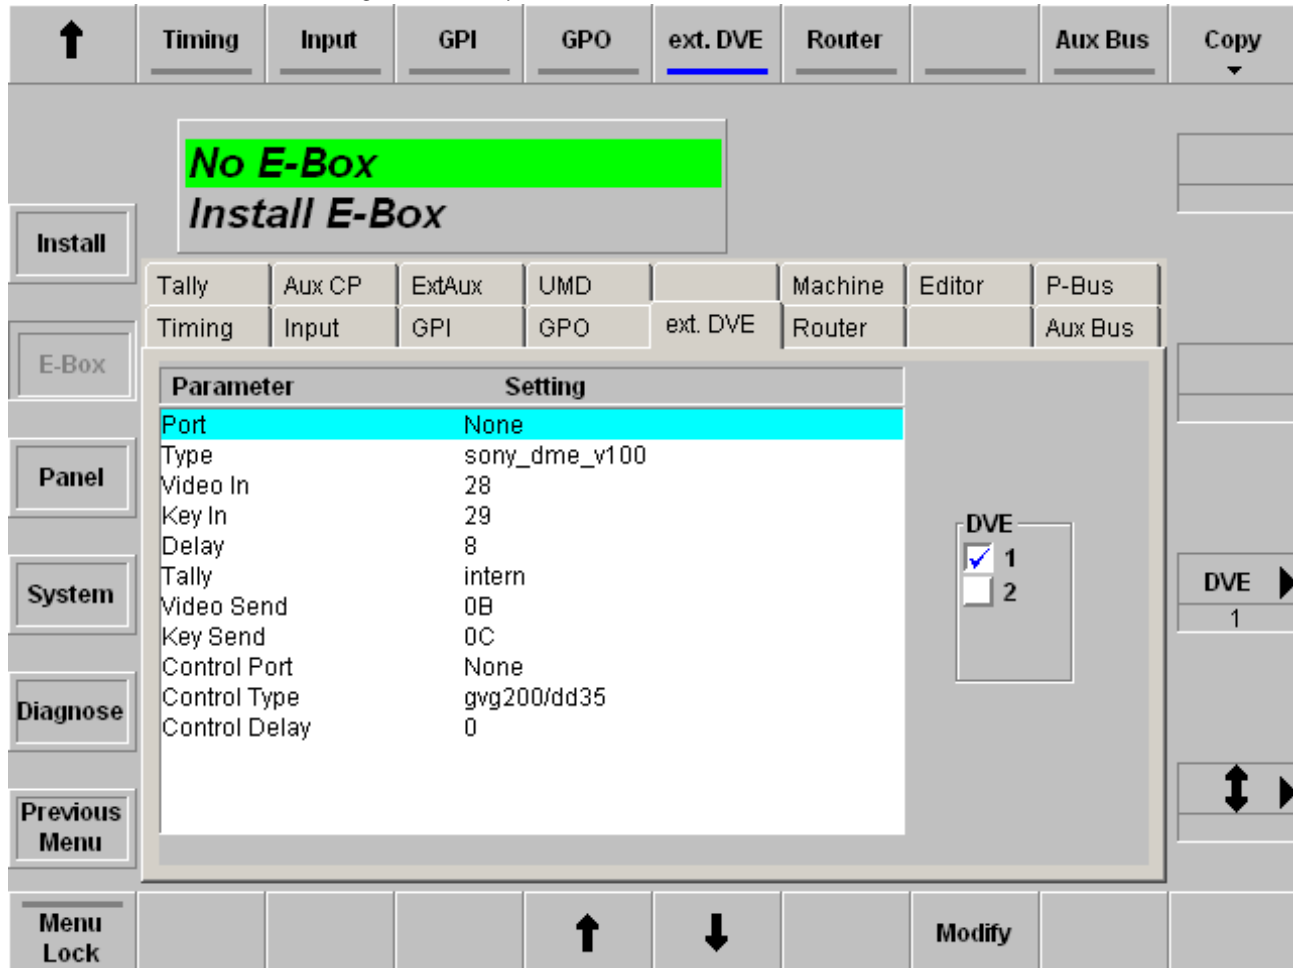 Timing Input GPI GPO ext. DVE Router Aux Bus Copy
No E-Box
Install E-Box
Install
Tally Aux CP ExtAux UMD Machine Editor P-Bus
Timing Input GPI GPO ext. DVE Router Aux Bus
E-Box
Parameter Setting
Port None
Type sony_dme_v100
Video In 28
Key In 29
Delay 8
Tally intern
Video Send 0B
Key Send 0C
Control Port None
Control Type gvg200/dd35
Control Delay 0
Panel
System
Diagnose
Previous
Menu
DVE
1
2
DVE
1
Menu
Lock
Modify